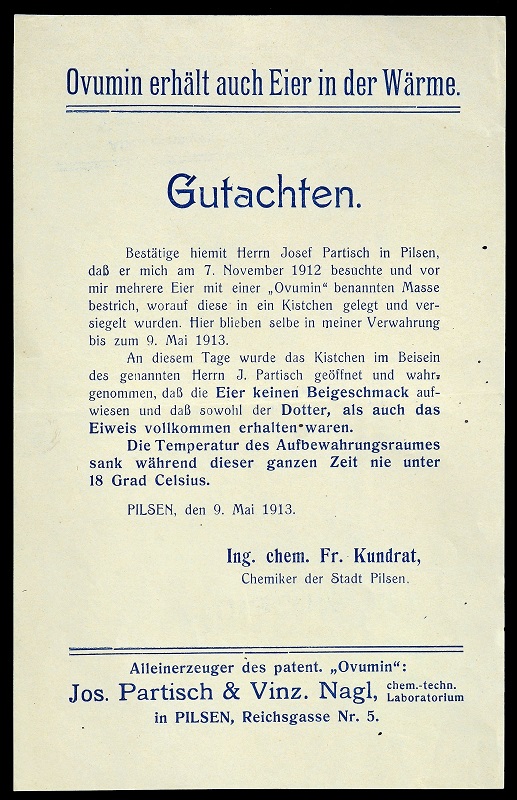 Ovumin erhält auch Eier in der Wärme.
Gutachten.
Bestätige hiemit Herrn Josef Partisch in Pilsen,
daß er mich am 7. November 1912 besuchte und vor
mir mehrere Eier mit einer „Ovumin“ benannten Masse
bestrich, worauf diese in ein Kistchen gelegt und ver-
siegelt wurden. Hier blieben selbe in meiner Verwahrung
bis zum 9. Mai 1913.
An diesem Tage wurde das Kistchen im Beisein
des genannten Herrn J. Partisch geöffnet und wahr-
genommen, daß die Eier keinen Beigeschmack auf-
wiesen und daß sowohl der Dotter, als auch das
Eiweis vollkommen erhalten waren.
Die Temperatur des Aufbewahrungsraumes
sank während dieser ganzen Zeit nie unter
18 Grad Celsius.
PILSEN, den 9. Mai 1913.
Ing. chem. Fr. Kundrat,
Chemiker der Stadt Pilsen.
Alleinerzeuger des patent. „Ovumin“:
Jos. Partisch & Vinz. Nagl, chem.-techn. Laboratorium
in PILSEN, Reichsgasse Nr. 5.